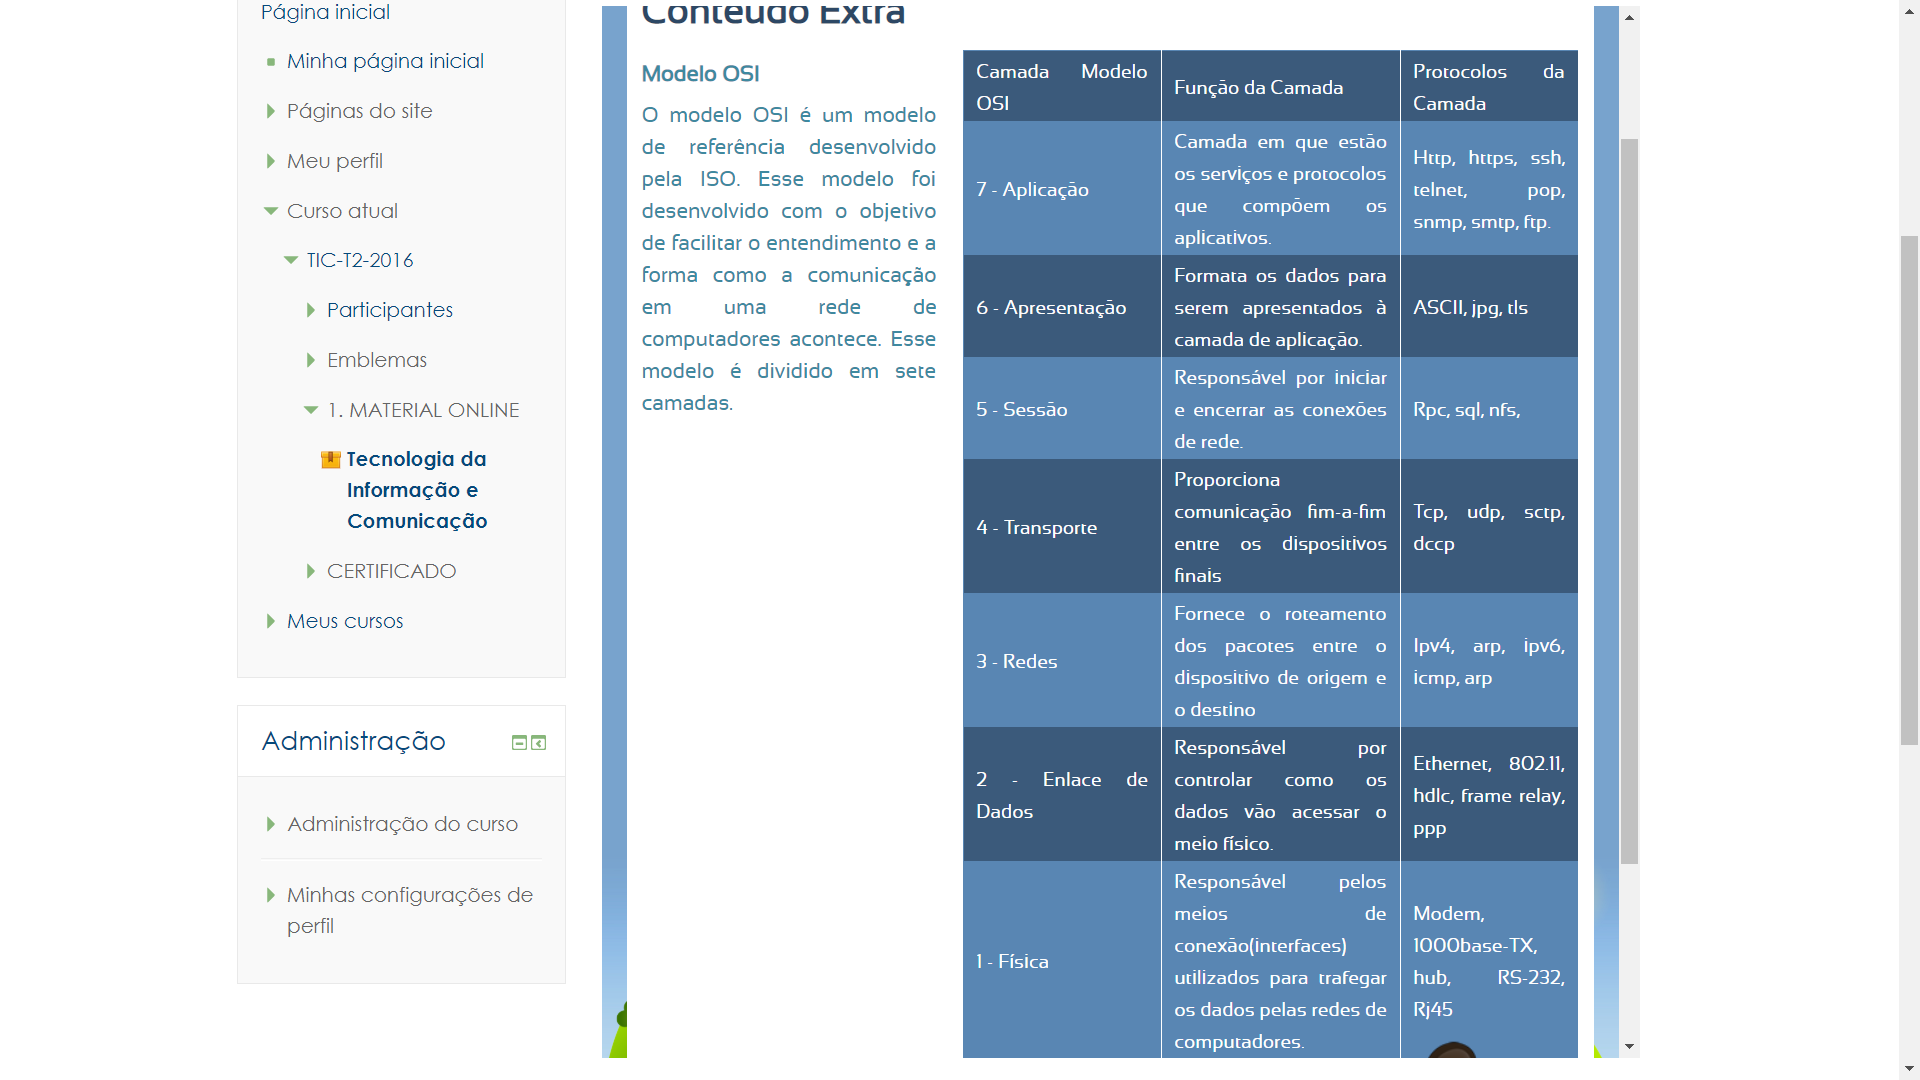 Página inicial
Minha página inicial
Páginas do site
Meu perfil
Curso atual
TIC-T2-2016
Participantes
Emblemas
1. MATERIAL ONLINE
Tecnologia da
Informação e
Comunicação
CERTIFICADO
Meus cursos
Administração
Administração do curso
Minhas configurações de
perfil
Conteúdo Extra
Modelo OSI
O modelo OSI é um modelo
de referência desenvolvido
pela ISO. Esse modelo foi
desenvolvido com o objetivo
de facilitar o entendimento e a
forma como a comunicação
em uma rede de
computadores acontece. Esse
modelo é dividido em sete
camadas.
Camada Modelo
OSI
Função da Camada
Protocolos da
Camada
7 - Aplicação
Camada em que estão
os serviços e protocolos
que compõem os
aplicativos.
Http, https, ssh,
telnet, pop,
snmp, smtp, ftp.
6 - Apresentação
Formata os dados para
serem apresentados à
camada de aplicação.
ASCII, jpg, tls
5 - Sessão
Responsável por iniciar
e encerrar as conexões
de rede.
Rpc, sql, nfs,
4 - Transporte
Proporciona
comunicação fim-a-fim
entre os dispositivos
finais
Tcp, udp, sctp,
dccp
3 - Redes
Fornece o roteamento
dos pacotes entre o
dispositivo de origem e
o destino
Ipv4, arp, ipv6,
icmp, arp
2 - Enlace de
Dados
Responsável por
controlar como os
dados vão acessar o
meio físico.
Ethernet, 802.11,
hdlc, frame relay,
ppp
1 - Física
Responsável pelos
meios de
conexão(interfaces)
utilizados para trafegar
os dados pelas redes de
computadores.
Modem,
1000base-TX,
hub, RS-232,
Rj45